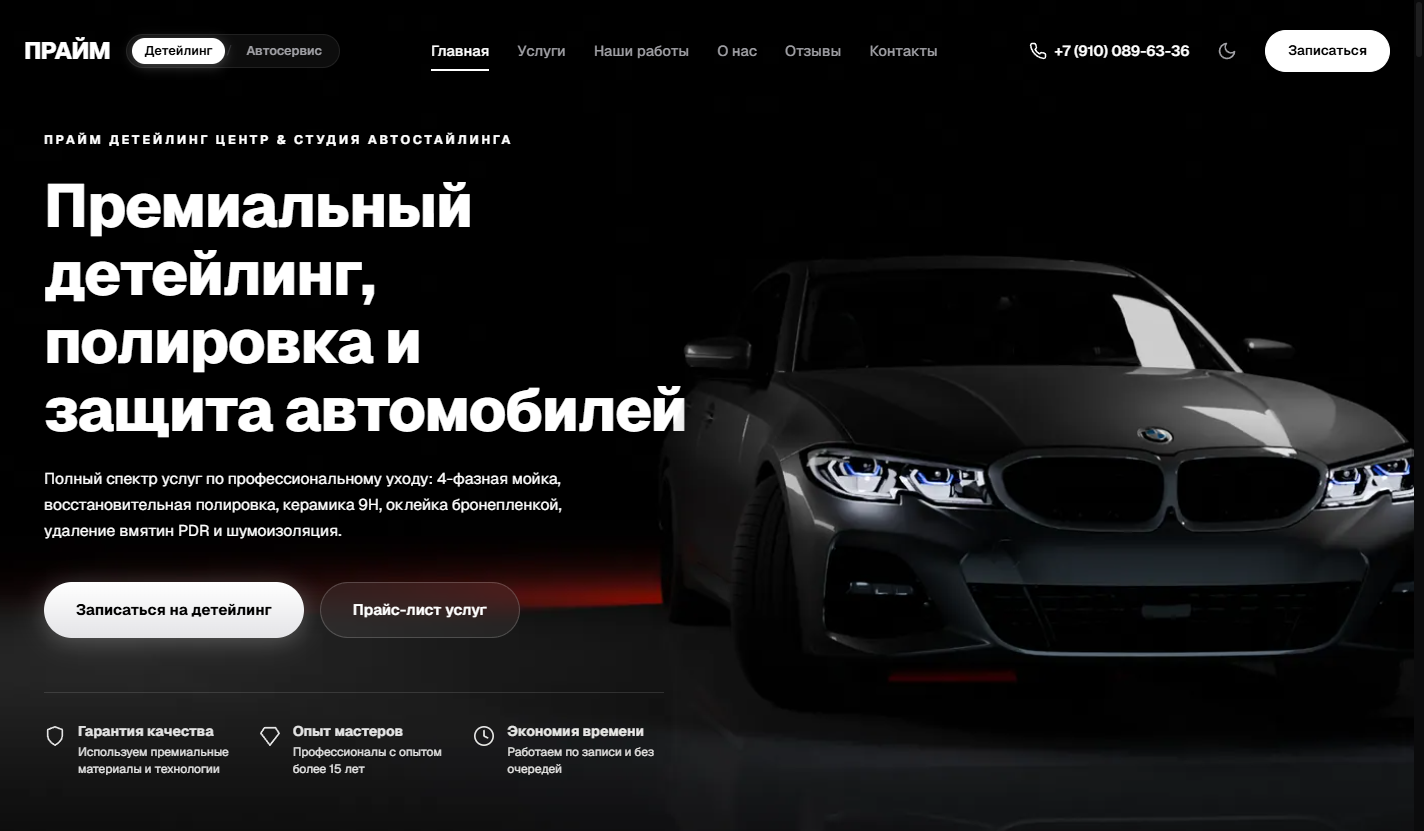 ПРАЙМ
Детейлинг / Автосервис
Главная Услуги Наши работы О нас Отзывы Контакты
+7 (910) 089-63-36
Записаться
ПРАЙМ ДЕТЕЙЛИНГ ЦЕНТР & СТУДИЯ АВТОСТАЙЛИНГА
Премиальный
детейлинг,
полировка и
защита автомобилей
Полный спектр услуг по профессиональному уходу: 4-фазная мойка,
восстановительная полировка, керамика 9H, оклейка бронепленкой,
удаление вмятин PDR и шумоизоляция.
Записаться на детейлинг
Прайс-лист услуг
Гарантия качества
Используем премиальные
материалы и технологии
Опыт мастеров
Профессионалы с опытом
более 15 лет
Экономия времени
Работаем по записи и без
очередей